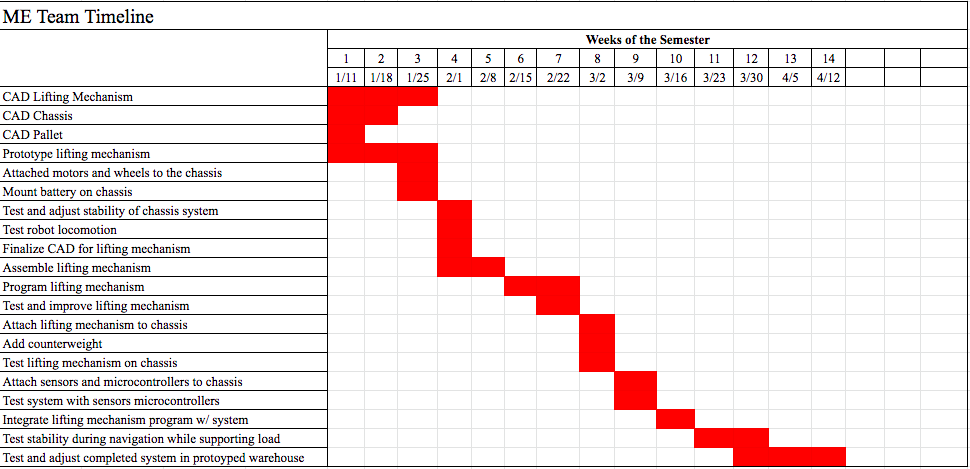 ME Team Timeline
Weeks of the Semester
1 2 3 4 5 6 7 8 9 10 11 12 13 14
1/11 1/18 1/25 2/1 2/8 2/15 2/22 3/2 3/9 3/16 3/23 3/30 4/5 4/12
CAD Lifting Mechanism
CAD Chassis
CAD Pallet
Prototype lifting mechanism
Attached motors and wheels to the chassis
Mount battery on chassis
Test and adjust stability of chassis system
Test robot locomotion
Finalize CAD for lifting mechanism
Assemble lifting mechanism
Program lifting mechanism
Test and improve lifting mechanism
Attach lifting mechanism to chassis
Add counterweight
Test lifting mechanism on chassis
Attach sensors and microcontrollers to chassis
Test system with sensors microcontrollers
Integrate lifting mechanism program w/ system
Test stability during navigation while supporting load
Test and adjust completed system in protoyped warehouse